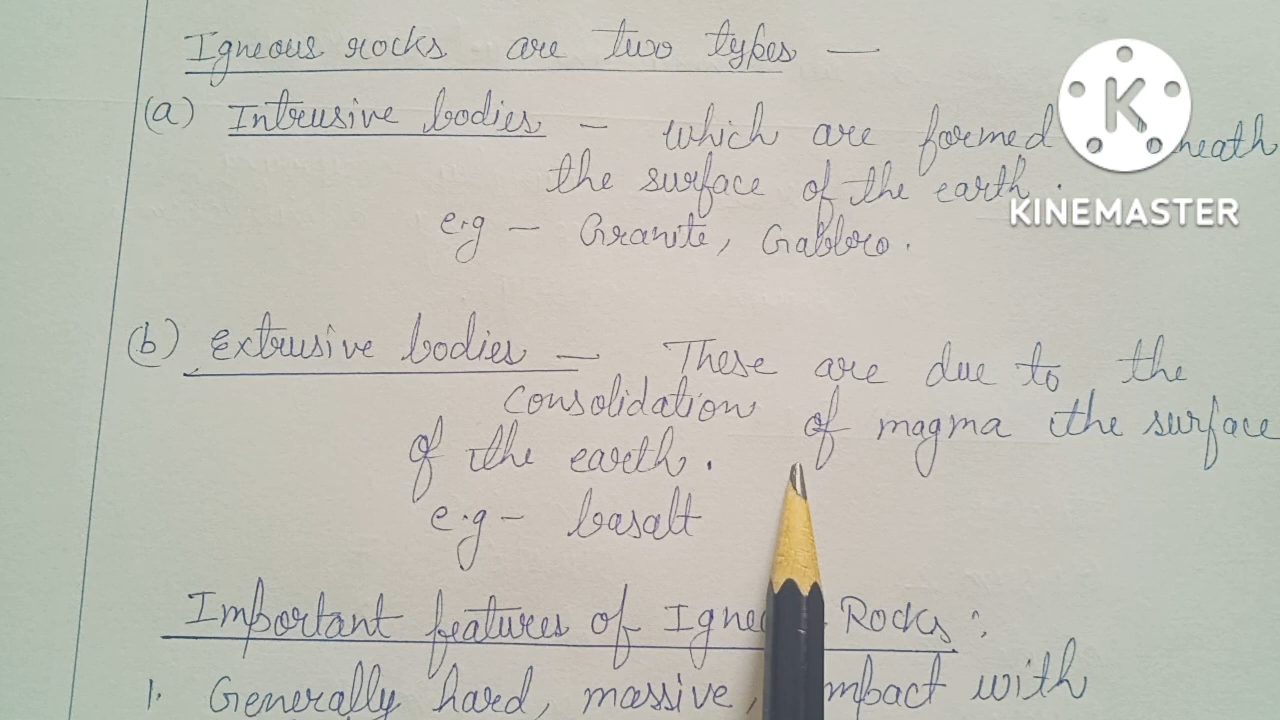 Igneous rocks are two types —
(a) Intrusive bodies – which are formed
the surface of the earth.
e.g – Granite, Gabbro.
K
KINEMASTER
(b) Extrusive bodies — These are due to the
consolidation of magma the surface
of the earth.
e.g – basalt
Important features of Rocks :
1. Generally hard, massive, with